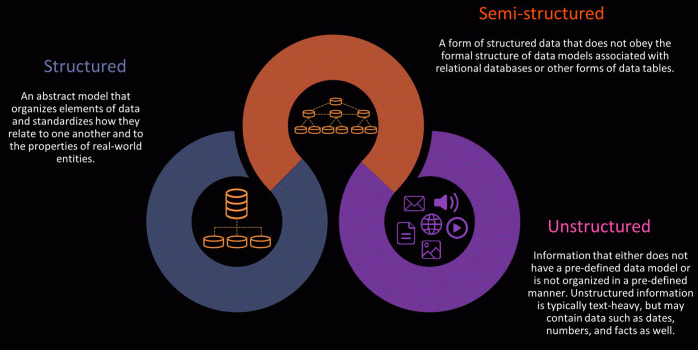 Semi-structured
A form of structured data that does not obey the
formal structure of data models associated with
relational databases or other forms of data tables.
Structured
An abstract model that
organizes elements of data
and standardizes how they
relate to one another and to
the properties of real-world
entities.
Unstructured
Information that either does not
have a pre-defined data model or
is not organized in a pre-defined
manner. Unstructured information
is typically text-heavy, but may
contain data such as dates,
numbers, and facts as well.